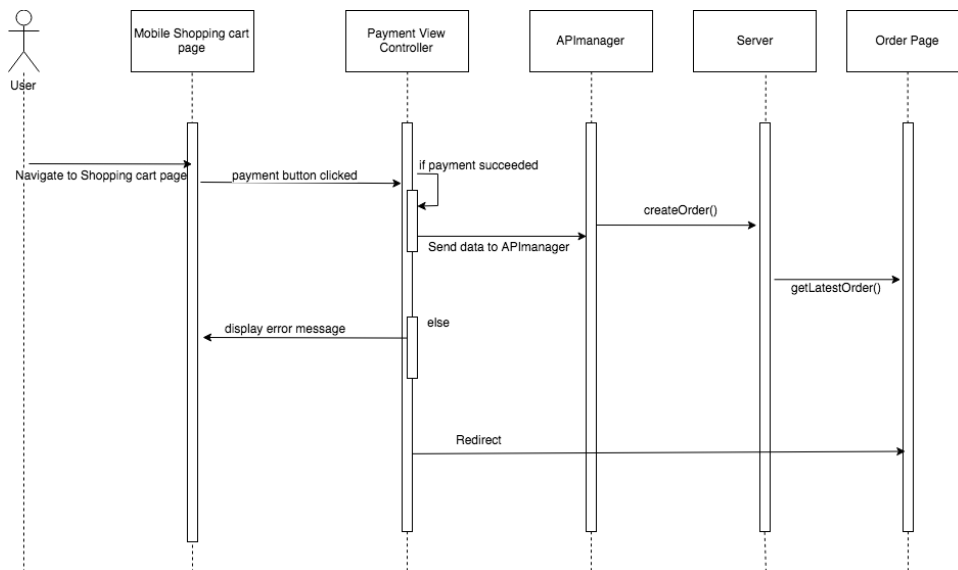 Mobile Shopping cart
page
Payment View
Controller
APImanager
Server
Order Page
User
if payment succeeded
Navigate to Shopping cart page
payment button clicked
createOrder()
Send data to APImanager
getLatestOrder()
else
display error message
Redirect